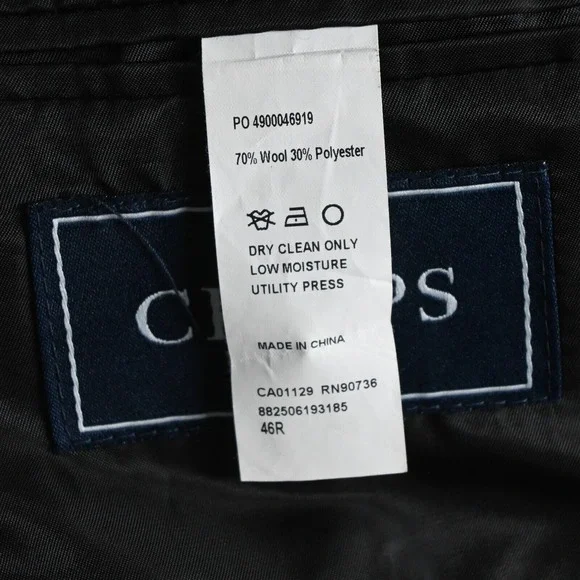 PO 4900046919
70% Wool 30% Polyester
DRY CLEAN ONLY
LOW MOISTURE
UTILITY PRESS
MADE IN CHINA
CA01129 RN90736
882506193185
46R